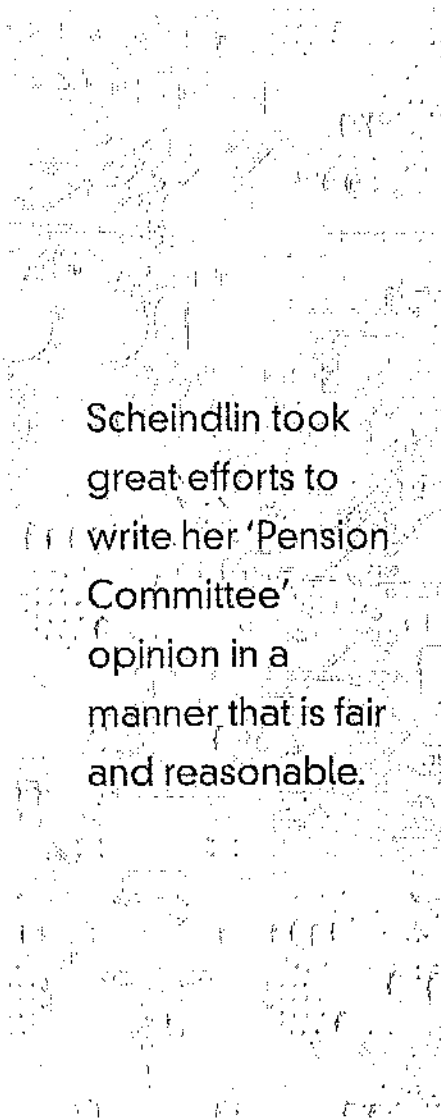 Scheindlin took
great efforts to
write her ‘Pension
Committee’
opinion in a
manner that is fair
and reasonable.